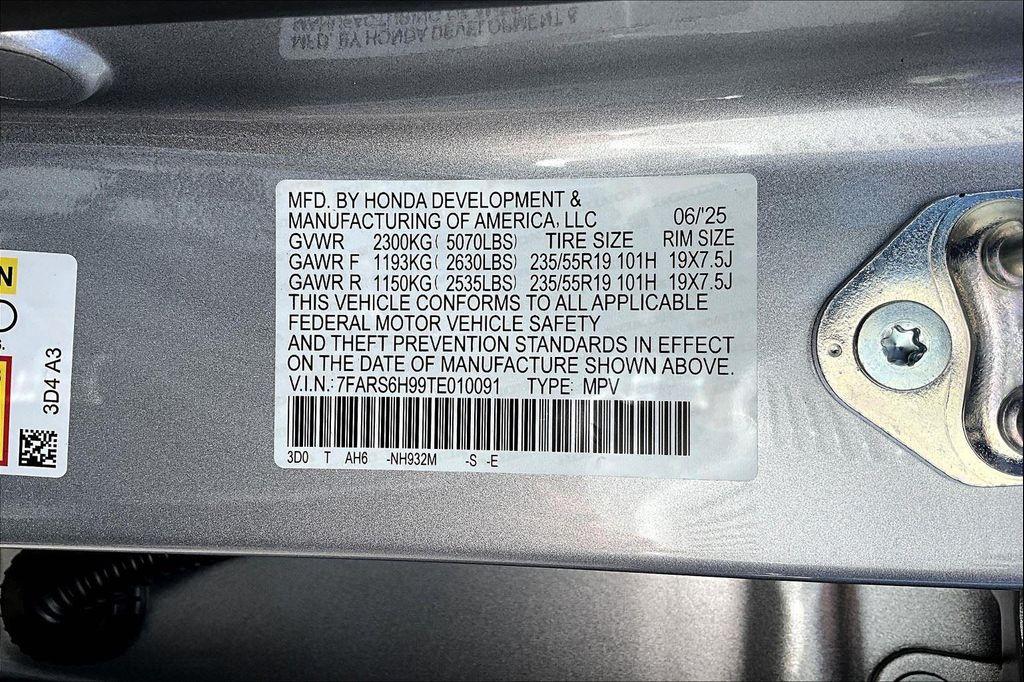 MFD. BY HONDA DEVELOPMENT &
MANUFACTURING OF AMERICA, LLC 06/'25
GVWR 2300KG( 5070LBS) TIRE SIZE RIM SIZE
GAWR F 1193KG( 2630LBS) 235/55R19 101H 19X7.5J
GAWR R 1150KG( 2535LBS) 235/55R19 101H 19X7.5J
THIS VEHICLE CONFORMS TO ALL APPLICABLE
FEDERAL MOTOR VEHICLE SAFETY
AND THEFT PREVENTION STANDARDS IN EFFECT
ON THE DATE OF MANUFACTURE SHOWN ABOVE.
V.I.N.:7FARS6H99TE010091 TYPE: MPV
3D0 T AH6 -NH932M -S -E
3D4 A3